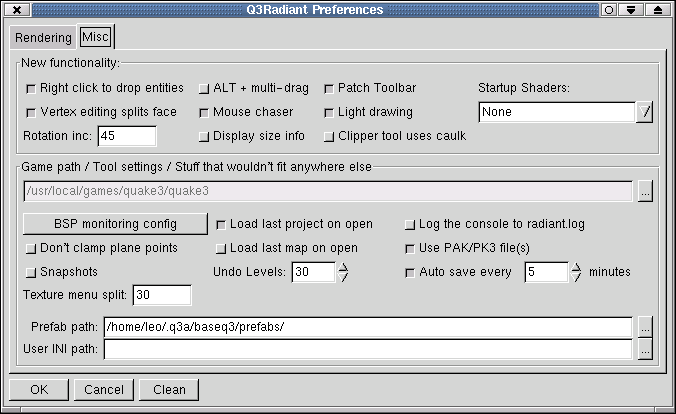 Q3Radiant Preferences
Rendering Misc
New functionality:
Right click to drop entities ALT + multi-drag Patch Toolbar Startup Shaders:
Vertex editing splits face Mouse chaser Light drawing None
Rotation inc: 45 Display size info Clipper tool uses caulk
Game path / Tool settings / Stuff that wouldn't fit anywhere else
/usr/local/games/quake3/quake3 ...
BSP monitoring config Load last project on open Log the console to radiant.log
Don't clamp plane points Load last map on open Use PAK/PK3 file(s)
Snapshots Undo Levels: 30 Auto save every 5 minutes
Texture menu split: 30
Prefab path: /home/leo/.q3a/baseq3/prefabs/ ...
User INI path: ...
OK Cancel Clean